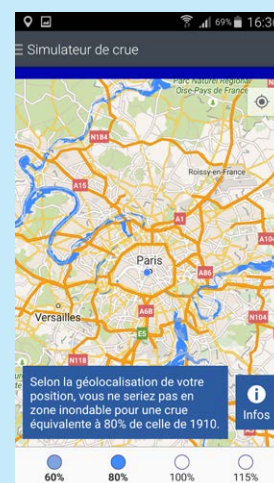 69% 16:36
Simulateur de crue
Parc Naturel Régional
Oise-Pays de France
N184
Roissy-en-France
A15
A1
A104
Paris
A86
Versailles
A6B
N104
E5
N118
Selon la géolocalisation de votre
position, vous ne seriez pas en
zone inondable pour une crue
équivalente à 80% de celle de 1910.
Infos
60% 80% 100% 115%